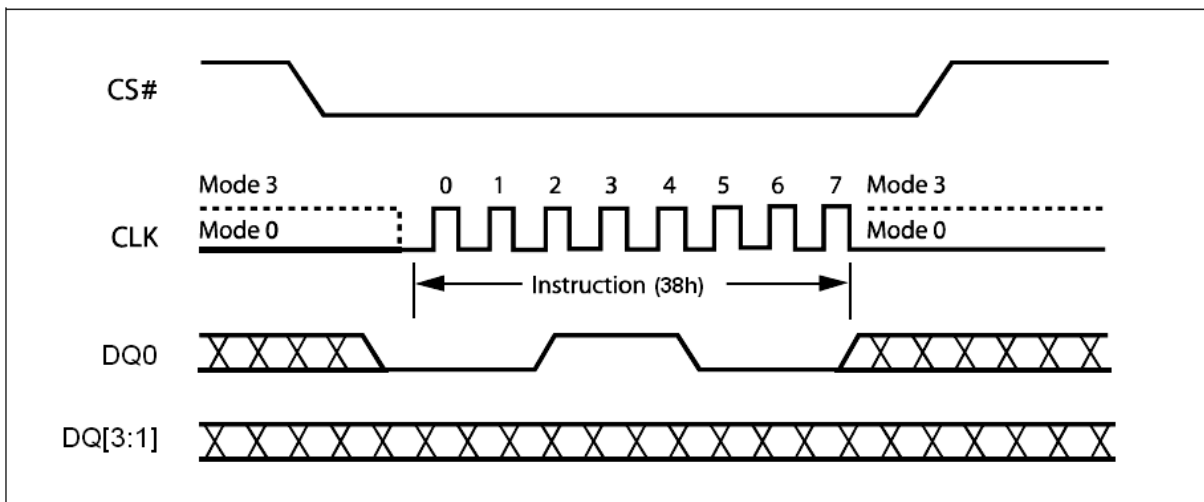 CS#
Mode 3 0 1 2 3 4 5 6 7 Mode 3
CLK Mode 0 Mode 0
Instruction (38h)
DQ0
DQ[3:1]